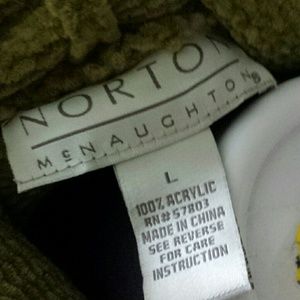 NORTON
McNAUGHTON®
L
100% ACRYLIC
RN# 57803
MADE IN CHINA
SEE REVERSE
FOR CARE
INSTRUCTION